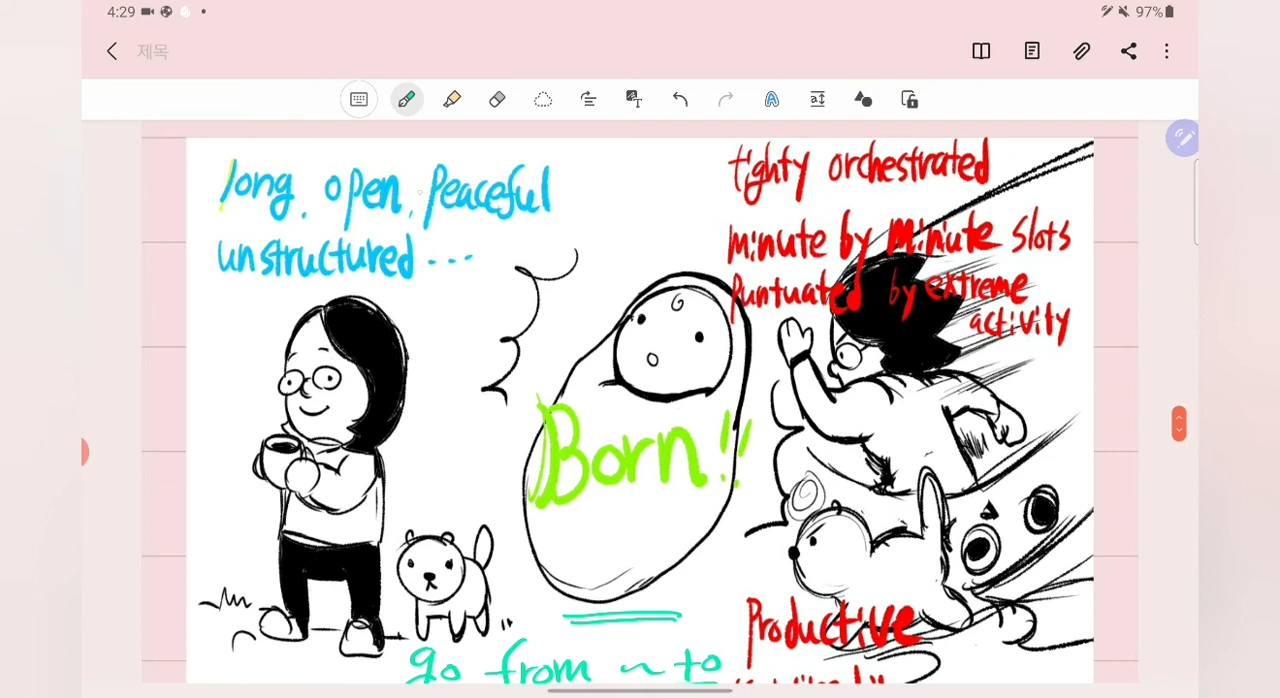 4:29
97%
제목
long, open, peaceful
unstructured...
tighty orchestrated
minute by minute slots
puntuated by extreme
activity
Born!!
Productive
go from ~ to